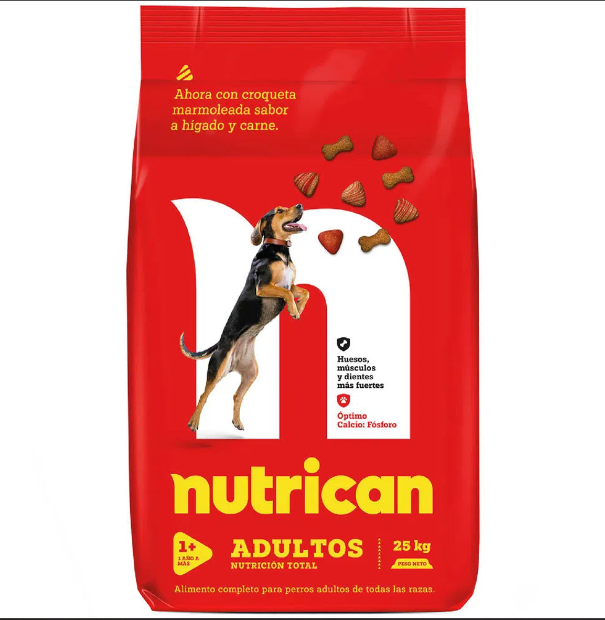 Ahora con croqueta
marmoleada sabor
a hígado y carne.
n
Huesos,
músculos
y dientes
más fuertes
Óptimo
Calcio: Fósforo
nutrican
1+
1 AÑO A
MÁS
ADULTOS
NUTRICIÓN TOTAL
25 kg
PESO NETO
Alimento completo para perros adultos de todas las razas.